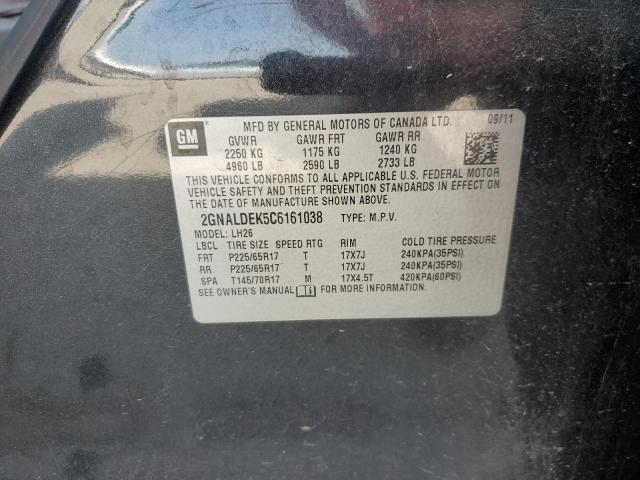 MFD BY GENERAL MOTORS OF CANADA LTD. 09/11
GM GVWR GAWR FRT GAWR RR
2250 KG 1175 KG 1240 KG
4960 LB 2590 LB 2733 LB
THIS VEHICLE CONFORMS TO ALL APPLICABLE U.S. FEDERAL MOTOR
VEHICLE SAFETY AND THEFT PREVENTION STANDARDS IN EFFECT ON
THE DATE OF MANUFACTURE SHOWN ABOVE.
2GNALDEK5C6161038 TYPE: M.P.V.
MODEL: LH26
LBCL TIRE SIZE SPEED RTG RIM COLD TIRE PRESSURE
FRT P225/65R17 T 17X7J 240KPA(35PSI)
RR P225/65R17 T 17X7J 240KPA(35PSI)
SPA T145/70R17 M 17X4.5T 420KPA(60PSI)
SEE OWNER'S MANUAL FOR ADDITIONAL INFORMATION.